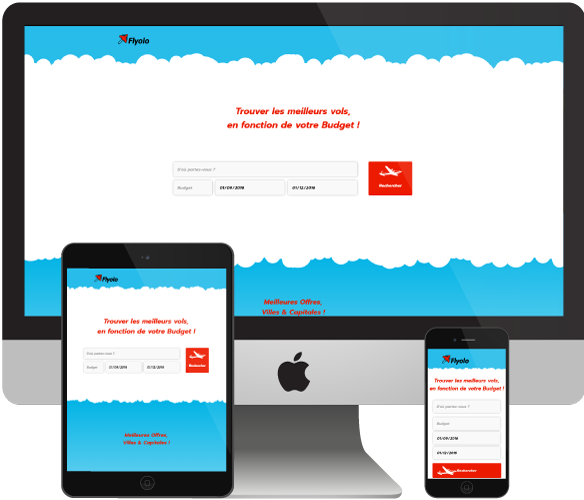 Flyolo
Trouver les meilleurs vols,
en fonction de votre Budget !
D'où partez-vous ?
Budget
01/09/2018
01/12/2018
Rechercher
Meilleures Offres,
Villes & Capitales !
Flyolo
Trouver les meilleurs vols,
en fonction de votre Budget !
D'où partez-vous ?
Budget
01/09/2018
01/12/2018
Rechercher
Meilleures Offres,
Villes & Capitales !
Flyolo
Trouver les meilleurs vols,
en fonction de votre Budget !
D'où partez-vous ?
Budget
01/09/2018
01/12/2018
Rechercher